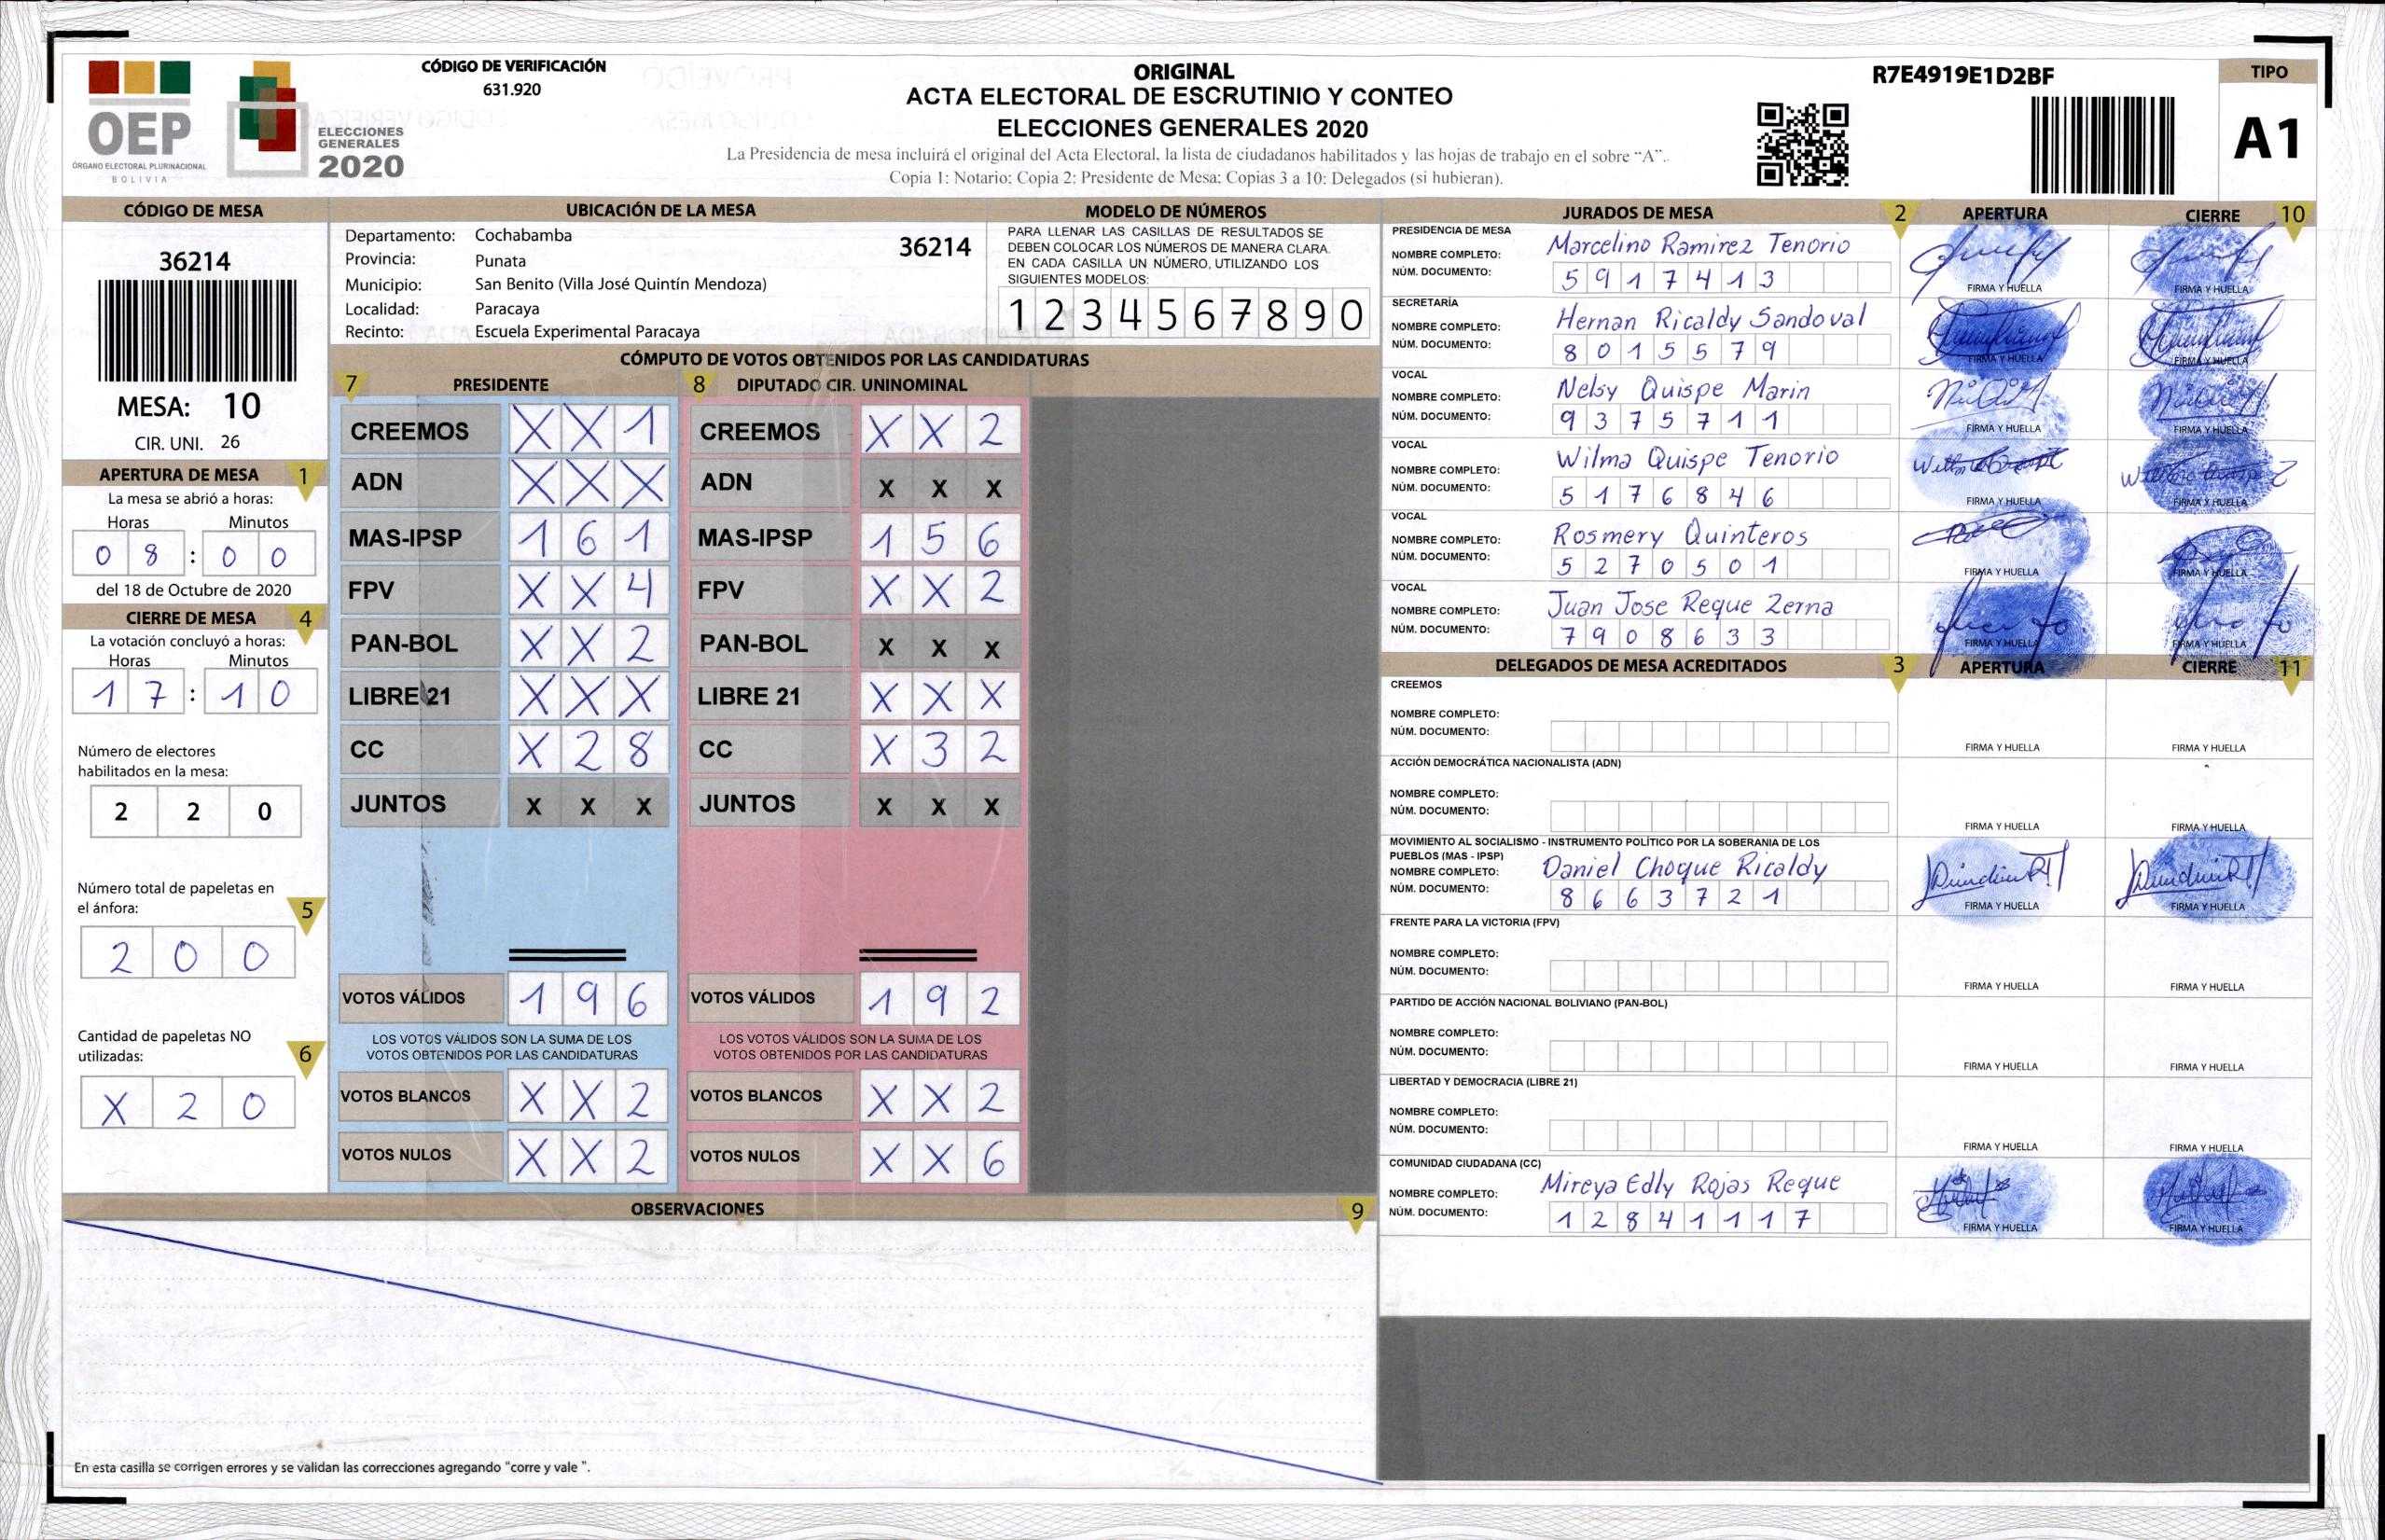 OEP
ÓRGANO ELECTORAL PLURINACIONAL
BOLIVIA
ELECCIONES
GENERALES
2020
CÓDIGO DE VERIFICACIÓN
631.920
ORIGINAL
ACTA ELECTORAL DE ESCRUTINIO Y CONTEO
ELECCIONES GENERALES 2020
La Presidencia de mesa incluirá el original del Acta Electoral, la lista de ciudadanos habilitados y las hojas de trabajo en el sobre "A".
Copia 1: Notario; Copia 2: Presidente de Mesa; Copias 3 a 10: Delegados (si hubieran).
R7E4919E1D2BF
TIPO
A1
CÓDIGO DE MESA
36214
MESA: 10
CIR. UNI. 26
APERTURA DE MESA 1
La mesa se abrió a horas:
Horas Minutos
0 8 : 0 0
del 18 de Octubre de 2020
CIERRE DE MESA 4
La votación concluyó a horas:
Horas Minutos
1 7 : 1 0
Número de electores
habilitados en la mesa:
2 2 0
Número total de papeletas en
el ánfora: 5
2 0 0
Cantidad de papeletas NO
utilizadas: 6
X 2 0
UBICACIÓN DE LA MESA
Departamento: Cochabamba 36214
Provincia: Punata
Municipio: San Benito (Villa José Quintín Mendoza)
Localidad: Paracaya
Recinto: Escuela Experimental Paracaya
MODELO DE NÚMEROS
PARA LLENAR LAS CASILLAS DE RESULTADOS SE
DEBEN COLOCAR LOS NÚMEROS DE MANERA CLARA.
EN CADA CASILLA UN NÚMERO, UTILIZANDO LOS
SIGUIENTES MODELOS:
1 2 3 4 5 6 7 8 9 0
CÓMPUTO DE VOTOS OBTENIDOS POR LAS CANDIDATURAS
7 PRESIDENTE 8 DIPUTADO CIR. UNINOMINAL
CREEMOS X X 1 CREEMOS X X 2
ADN X X X ADN X X X
MAS-IPSP 1 6 1 MAS-IPSP 1 5 6
FPV X X 4 FPV X X 2
PAN-BOL X X 2 PAN-BOL X X X
LIBRE 21 X X X LIBRE 21 X X X
CC X 2 8 CC X 3 2
JUNTOS X X X JUNTOS X X X
VOTOS VÁLIDOS 1 9 6 VOTOS VÁLIDOS 1 9 2
LOS VOTOS VÁLIDOS SON LA SUMA DE LOS LOS VOTOS VÁLIDOS SON LA SUMA DE LOS
VOTOS OBTENIDOS POR LAS CANDIDATURAS VOTOS OBTENIDOS POR LAS CANDIDATURAS
VOTOS BLANCOS X X 2 VOTOS BLANCOS X X 2
VOTOS NULOS X X 2 VOTOS NULOS X X 6
OBSERVACIONES 9
En esta casilla se corrigen errores y se validan las correcciones agregando "corre y vale ".
JURADOS DE MESA 2 APERTURA CIERRE 10
PRESIDENCIA DE MESA
NOMBRE COMPLETO: Marcelino Ramirez Tenorio
NÚM. DOCUMENTO: 5 9 1 7 4 1 3 FIRMA Y HUELLA FIRMA Y HUELLA
SECRETARÍA
NOMBRE COMPLETO: Hernan Ricaldy Sandoval
NÚM. DOCUMENTO: 8 0 1 5 5 7 9 FIRMA Y HUELLA FIRMA Y HUELLA
VOCAL
NOMBRE COMPLETO: Nelsy Quispe Marin
NÚM. DOCUMENTO: 9 3 7 5 7 1 1 FIRMA Y HUELLA FIRMA Y HUELLA
VOCAL
NOMBRE COMPLETO: Wilma Quispe Tenorio
NÚM. DOCUMENTO: 5 1 7 6 8 4 6 FIRMA Y HUELLA FIRMA Y HUELLA
VOCAL
NOMBRE COMPLETO: Rosmery Quinteros
NÚM. DOCUMENTO: 5 2 7 0 5 0 1 FIRMA Y HUELLA FIRMA Y HUELLA
VOCAL
NOMBRE COMPLETO: Juan Jose Reque Zerna
NÚM. DOCUMENTO: 7 9 0 8 6 3 3 FIRMA Y HUELLA FIRMA Y HUELLA
DELEGADOS DE MESA ACREDITADOS 3 APERTURA CIERRE 11
CREEMOS
NOMBRE COMPLETO:
NÚM. DOCUMENTO: FIRMA Y HUELLA FIRMA Y HUELLA
ACCIÓN DEMOCRÁTICA NACIONALISTA (ADN)
NOMBRE COMPLETO:
NÚM. DOCUMENTO: FIRMA Y HUELLA FIRMA Y HUELLA
MOVIMIENTO AL SOCIALISMO - INSTRUMENTO POLÍTICO POR LA SOBERANIA DE LOS
PUEBLOS (MAS - IPSP)
NOMBRE COMPLETO: Daniel Choque Ricaldy
NÚM. DOCUMENTO: 8 6 6 3 7 2 1 FIRMA Y HUELLA FIRMA Y HUELLA
FRENTE PARA LA VICTORIA (FPV)
NOMBRE COMPLETO:
NÚM. DOCUMENTO: FIRMA Y HUELLA FIRMA Y HUELLA
PARTIDO DE ACCIÓN NACIONAL BOLIVIANO (PAN-BOL)
NOMBRE COMPLETO:
NÚM. DOCUMENTO: FIRMA Y HUELLA FIRMA Y HUELLA
LIBERTAD Y DEMOCRACIA (LIBRE 21)
NOMBRE COMPLETO:
NÚM. DOCUMENTO: FIRMA Y HUELLA FIRMA Y HUELLA
COMUNIDAD CIUDADANA (CC)
NOMBRE COMPLETO: Mireya Edly Rojas Reque
NÚM. DOCUMENTO: 1 2 8 4 1 1 1 7 FIRMA Y HUELLA FIRMA Y HUELLA